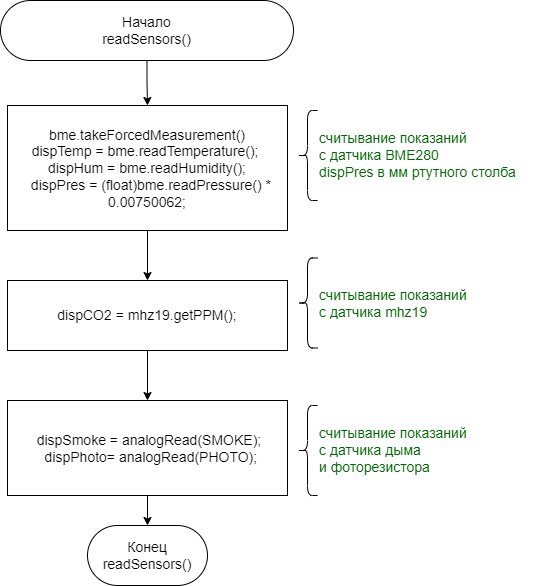 Начало
readSensors()
bme.takeForcedMeasurement()
dispTemp = bme.readTemperature();
dispHum = bme.readHumidity();
dispPres = (float)bme.readPressure() *
0.00750062;
считывание показаний
с датчика BME280
dispPres в мм ртутного столба
dispCO2 = mhz19.getPPM();
считывание показаний
с датчика mhz19
dispSmoke = analogRead(SMOKE);
dispPhoto= analogRead(PHOTO);
считывание показаний
с датчика дыма
и фоторезистора
Конец
readSensors()